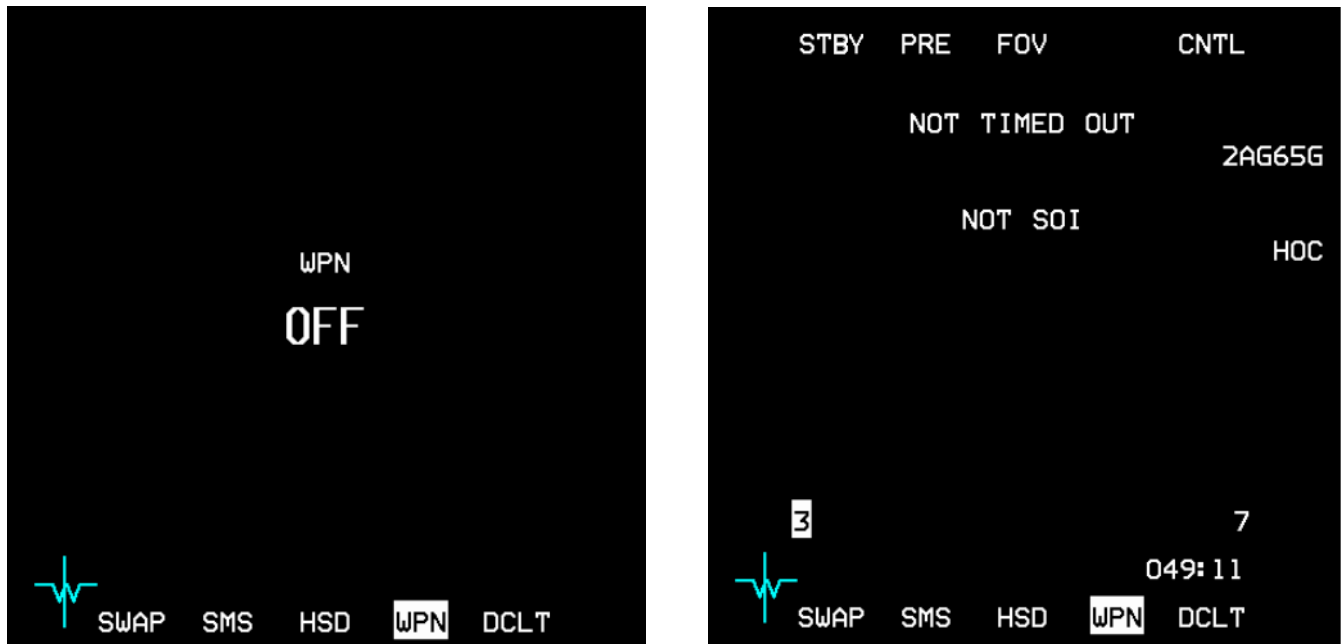 WPN
OFF
SWAP SMS HSD WPN DCLT
STBY PRE FOV CNTL
NOT TIMED OUT
2AG65G
NOT SOI
HOC
3 7
049:11
SWAP SMS HSD WPN DCLT